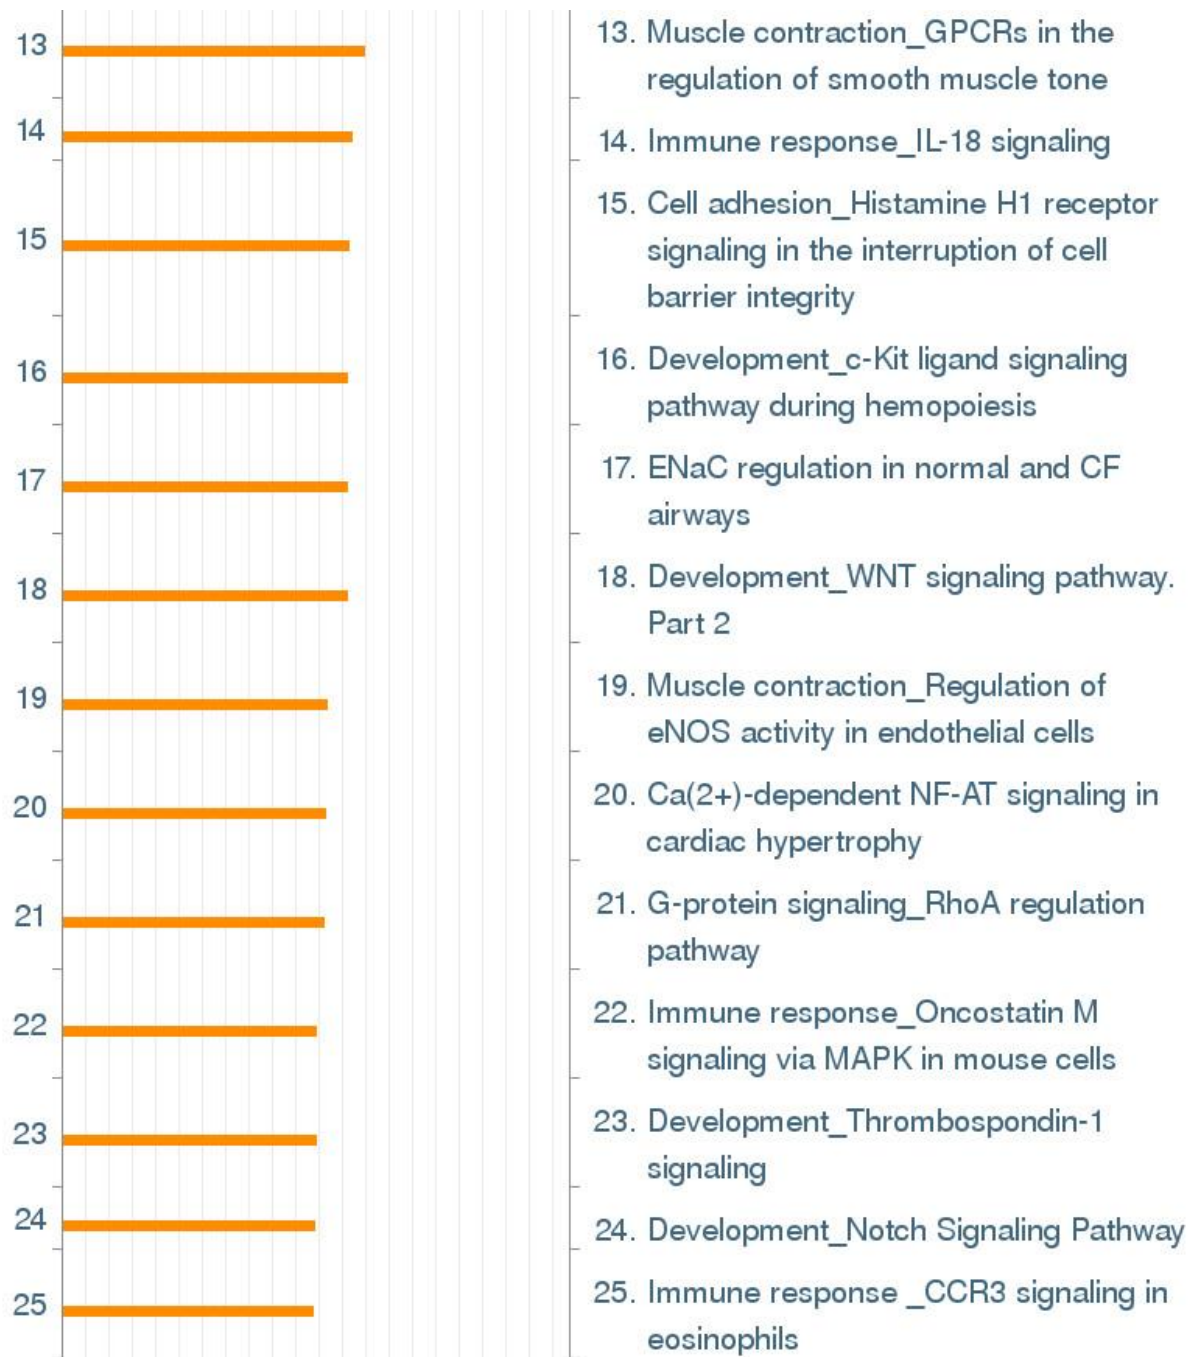 13
13. Muscle contraction_GPCRs in the
regulation of smooth muscle tone
14
14. Immune response_IL-18 signaling
15
15. Cell adhesion_Histamine H1 receptor
signaling in the interruption of cell
barrier integrity
16
16. Development_c-Kit ligand signaling
pathway during hemopoiesis
17
17. ENaC regulation in normal and CF
airways
18
18. Development_WNT signaling pathway.
Part 2
19
19. Muscle contraction_Regulation of
eNOS activity in endothelial cells
20
20. Ca(2+)-dependent NF-AT signaling in
cardiac hypertrophy
21
21. G-protein signaling_RhoA regulation
pathway
22
22. Immune response_Oncostatin M
signaling via MAPK in mouse cells
23
23. Development_Thrombospondin-1
signaling
24
24. Development_Notch Signaling Pathway
25
25. Immune response _CCR3 signaling in
eosinophils